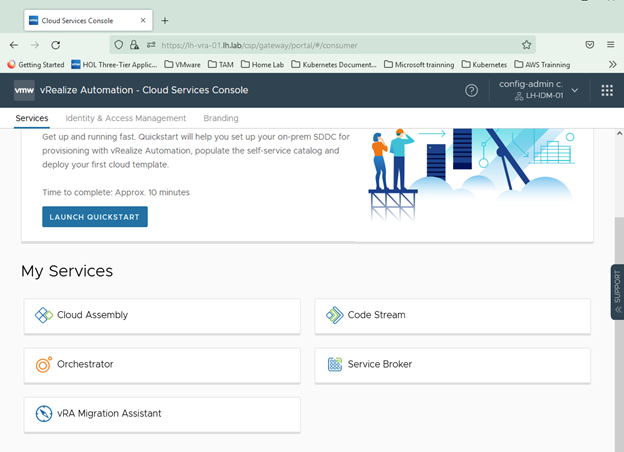 vmw Cloud Services Console
https://lh-vra-01.lh.lab/csp/gateway/portal/#/consumer
Getting Started vmw HOL Three-Tier Applic... VMware TAM Home Lab Kubernetes Document... Microsoft trainning Kubernetes AWS Trainning
vmw vRealize Automation - Cloud Services Console
config-admin c.
LH-IDM-01
Services Identity & Access Management Branding
Get up and running fast. Quickstart will help you set up your on-prem SDDC for
provisioning with vRealize Automation, populate the self-service catalog and
deploy your first cloud template.
Time to complete: Approx. 10 minutes
LAUNCH QUICKSTART
SUPPORT
My Services
Cloud Assembly Code Stream
Orchestrator Service Broker
vRA Migration Assistant